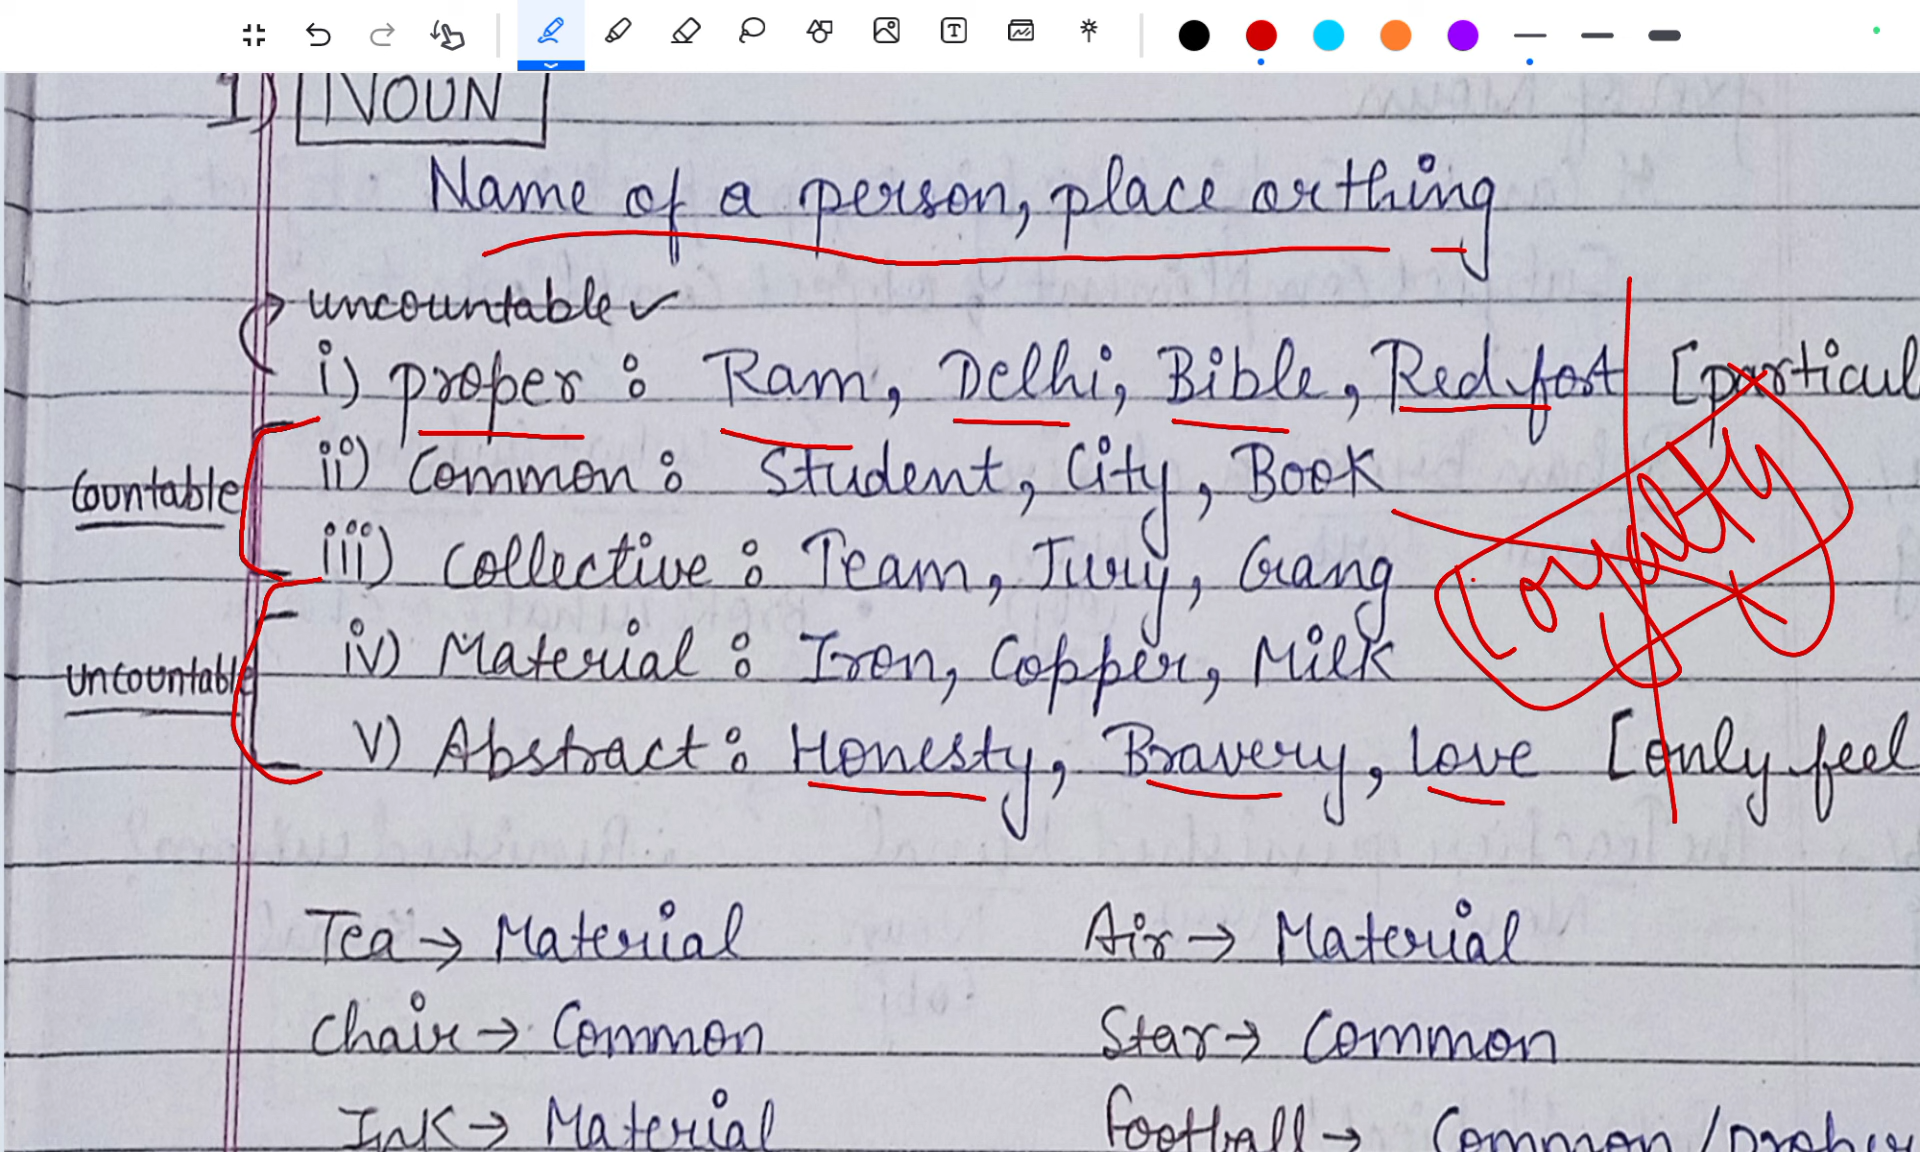 1) NOUN
Name of a person, place or thing
uncountable ✓
i) proper : Ram, Delhi, Bible, Red fort [particul
Countable
ii) Common : Student, City, Book
iii) Collective : Team, Jury, Gang
uncountable
iv) Material : Iron, Copper, Milk
v) Abstract : Honesty, Bravery, Love [only feel
Tea → Material
Air → Material
Chair → Common
Star → Common
Ink → Material
Football → Common/proper